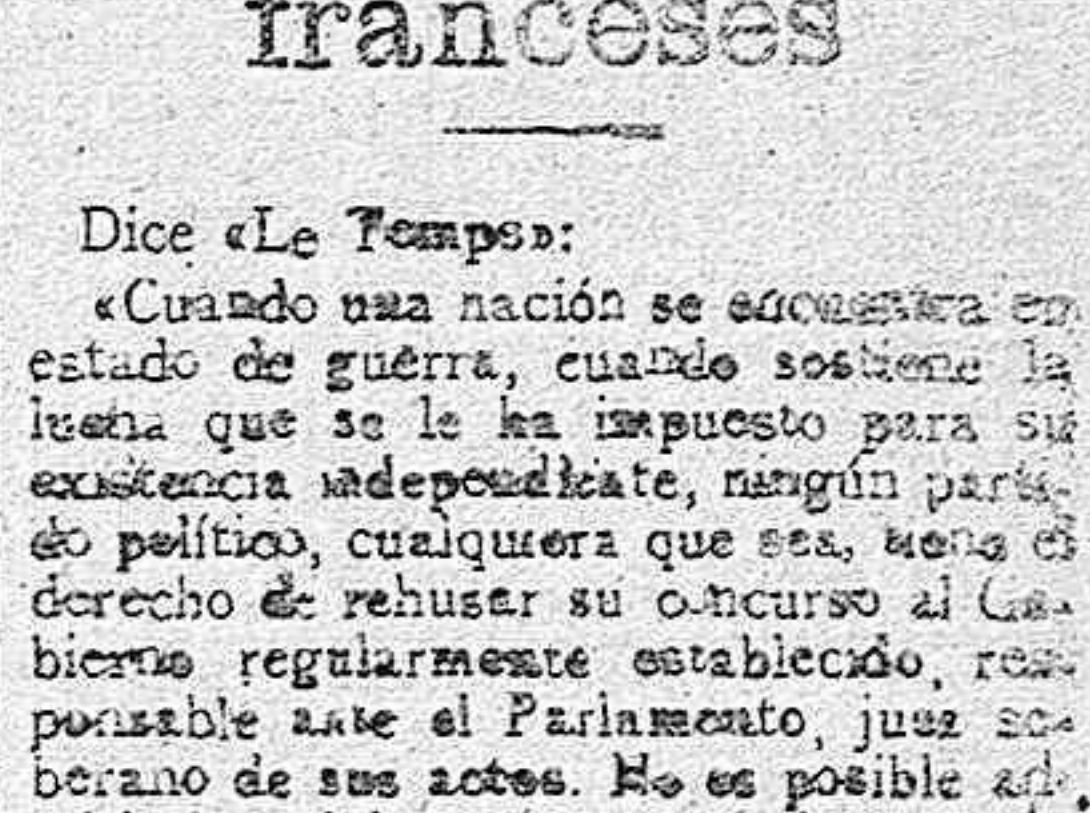 franceses
Dice «Le Temps»:
«Cuando una nación se encuentra en
estado de guerra, cuando sostiene la
lucha que se le ha impuesto para su
existencia independiente, ningún parti-
do político, cualquiera que sea, tiene el
derecho de rehusar su concurso al Go-
bierno regularmente establecido, res-
ponsable ante el Parlamento, juez so-
berano de sus actos. No es posible ad-